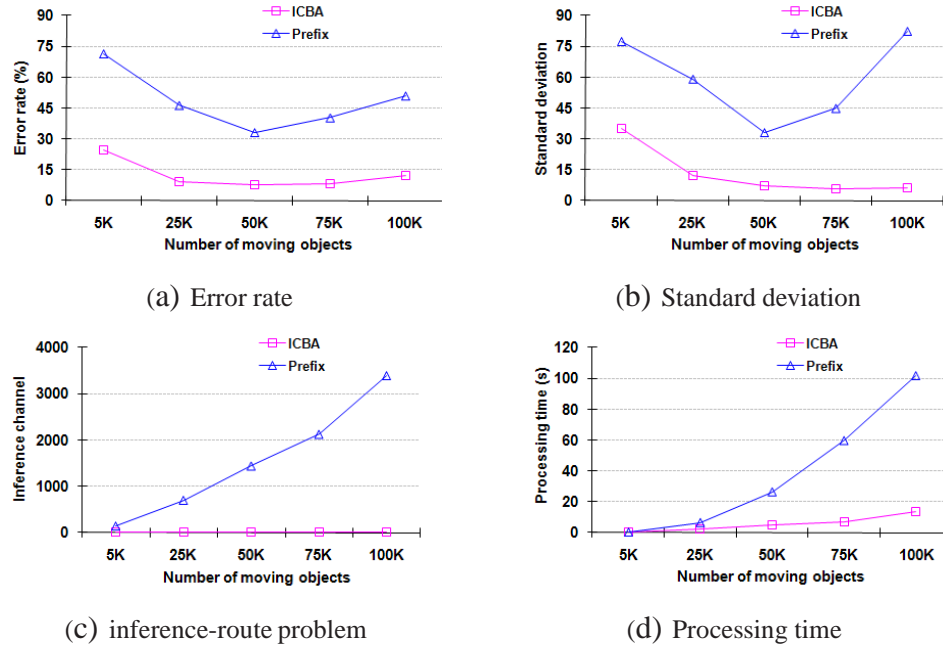 ICBA
Prefix
Error rate (%)
90
75
60
45
30
15
0
5K 25K 50K 75K 100K
Number of moving objects
(a) Error rate
ICBA
Prefix
Standard deviation
90
75
60
45
30
15
0
5K 25K 50K 75K 100K
Number of moving objects
(b) Standard deviation
ICBA
Prefix
Inference channel
4000
3000
2000
1000
0
5K 25K 50K 75K 100K
Number of moving objects
(c) inference-route problem
ICBA
Prefix
Processing time (s)
120
100
80
60
40
20
0
5K 25K 50K 75K 100K
Number of moving objects
(d) Processing time